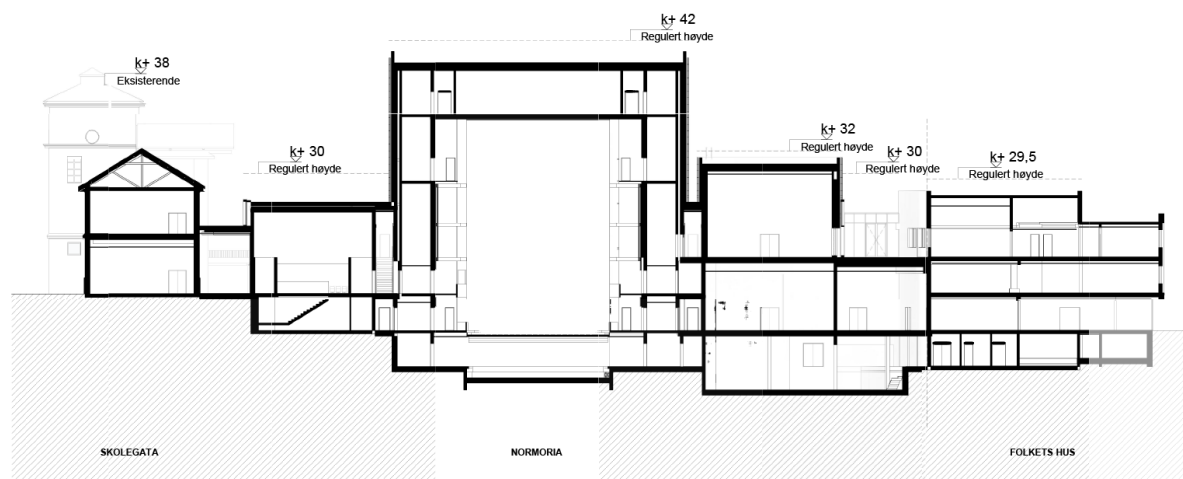 k+ 42
Regulert høyde
k+ 38
Eksisterende
k+ 30
Regulert høyde
k+ 32
Regulert høyde
k+ 30
Regulert høyde
k+ 29,5
Regulert høyde
SKOLEGATA
NORMORIA
FOLKETS HUS